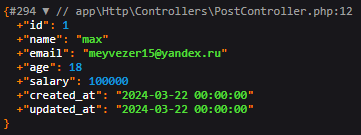 {#294 ▼ // app\Http\Controllers\PostController.php:12
+"id": 1
+"name": "max"
+"email": "meyvezer15@yandex.ru"
+"age": 18
+"salary": 100000
+"created_at": "2024-03-22 00:00:00"
+"updated_at": "2024-03-22 00:00:00"
}